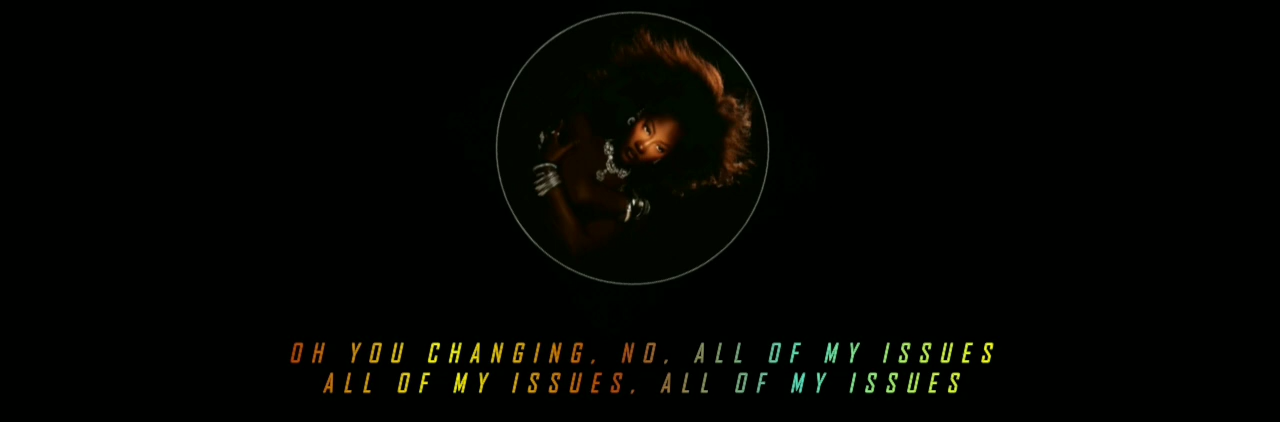 OH YOU CHANGING, NO, ALL OF MY ISSUES
ALL OF MY ISSUES, ALL OF MY ISSUES